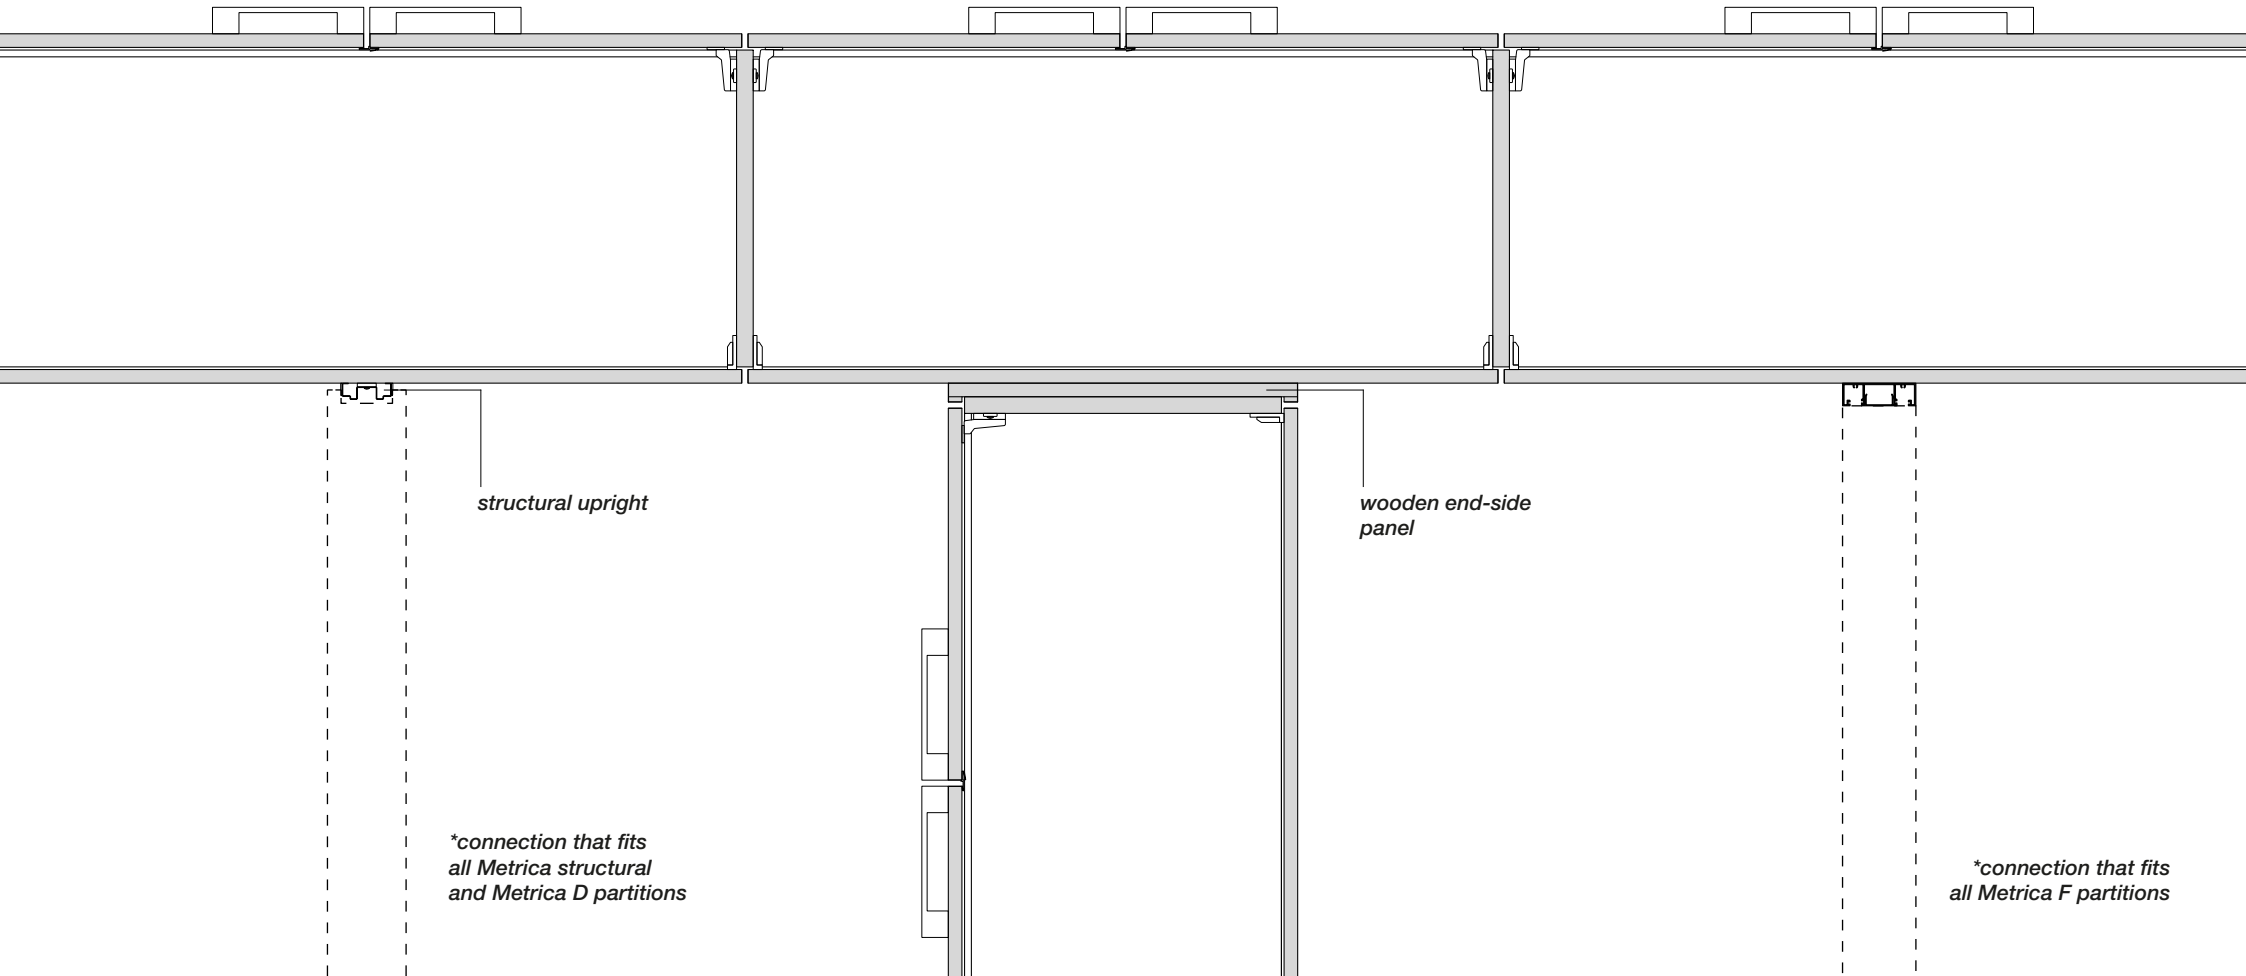 structural upright
wooden end-side
panel
*connection that fits
all Metrica structural
and Metrica D partitions
*connection that fits
all Metrica F partitions